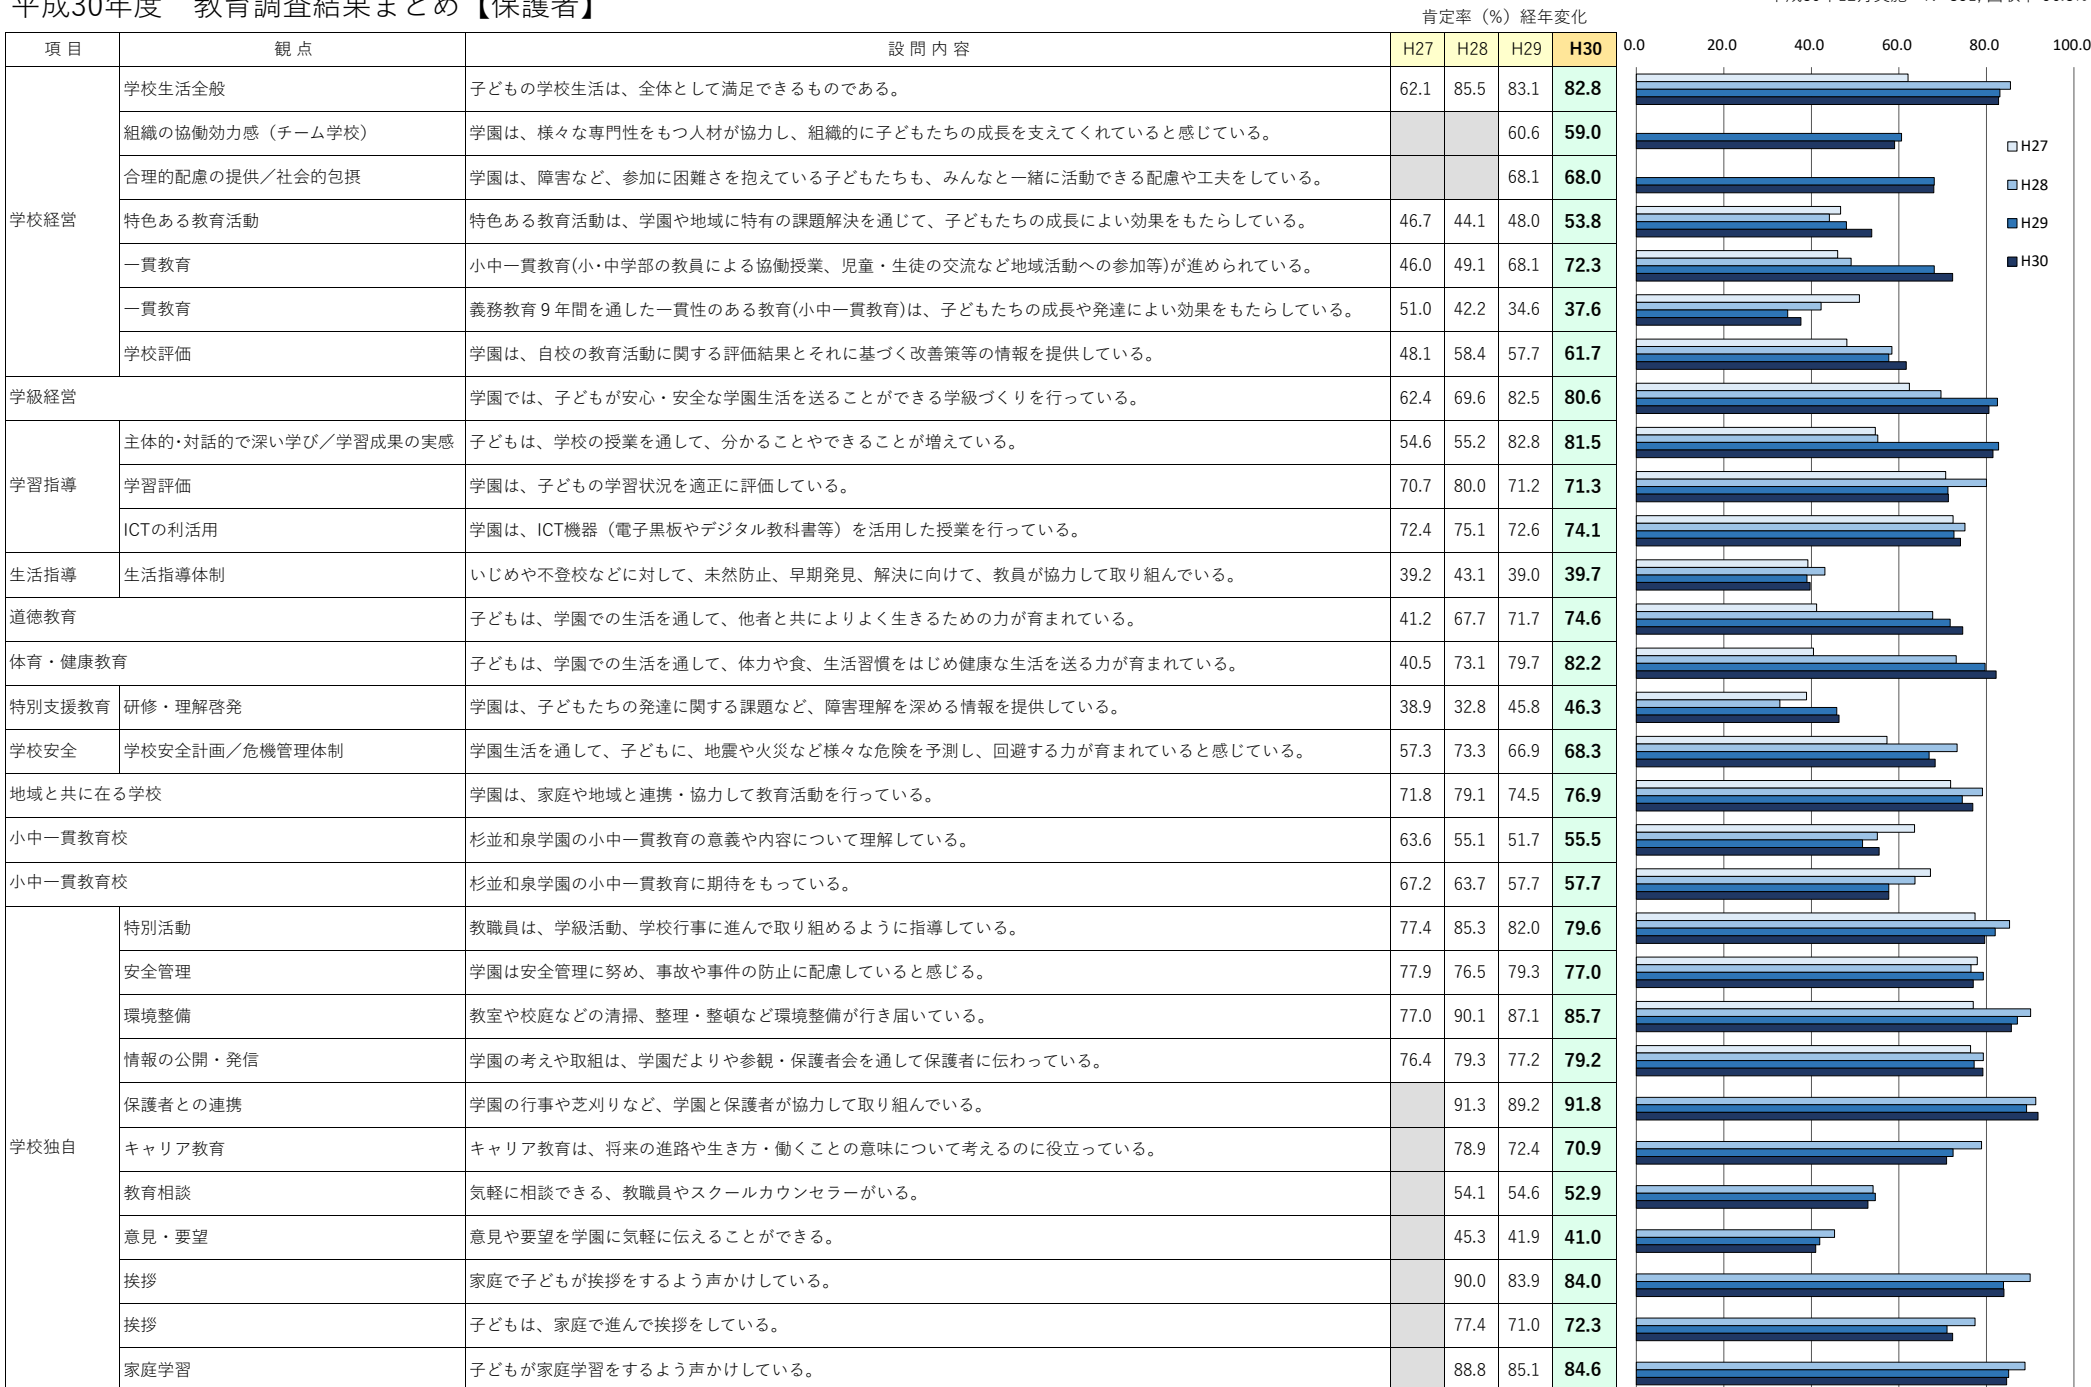 平成30年度　教育調査結果まとめ【保護者】
肯定率（%）経年変化
項 目 観 点 設 問 内 容 H27 H28 H29 H30 0.0 20.0 40.0 60.0 80.0 100.0
学校生活全般 子どもの学校生活は、全体として満足できるものである。 62.1 85.5 83.1 82.8
組織の協働効力感（チーム学校） 学園は、様々な専門性をもつ人材が協力し、組織的に子どもたちの成長を支えてくれていると感じている。 60.6 59.0
H27
合理的配慮の提供／社会的包摂 学園は、障害など、参加に困難さを抱えている子どもたちも、みんなと一緒に活動できる配慮や工夫をしている。 68.1 68.0
H28
学校経営 特色ある教育活動 特色ある教育活動は、学園や地域に特有の課題解決を通じて、子どもたちの成長によい効果をもたらしている。 46.7 44.1 48.0 53.8
H29
一貫教育 小中一貫教育(小･中学部の教員による協働授業、児童・生徒の交流など地域活動への参加等)が進められている。 46.0 49.1 68.1 72.3
H30
一貫教育 義務教育９年間を通した一貫性のある教育(小中一貫教育)は、子どもたちの成長や発達によい効果をもたらしている。 51.0 42.2 34.6 37.6
学校評価 学園は、自校の教育活動に関する評価結果とそれに基づく改善策等の情報を提供している。 48.1 58.4 57.7 61.7
学級経営 学園では、子どもが安心・安全な学園生活を送ることができる学級づくりを行っている。 62.4 69.6 82.5 80.6
主体的･対話的で深い学び／学習成果の実感 子どもは、学校の授業を通して、分かることやできることが増えている。 54.6 55.2 82.8 81.5
学習指導 学習評価 学園は、子どもの学習状況を適正に評価している。 70.7 80.0 71.2 71.3
ICTの利活用 学園は、ICT機器（電子黒板やデジタル教科書等）を活用した授業を行っている。 72.4 75.1 72.6 74.1
生活指導 生活指導体制 いじめや不登校などに対して、未然防止、早期発見、解決に向けて、教員が協力して取り組んでいる。 39.2 43.1 39.0 39.7
道徳教育 子どもは、学園での生活を通して、他者と共によりよく生きるための力が育まれている。 41.2 67.7 71.7 74.6
体育・健康教育 子どもは、学園での生活を通して、体力や食、生活習慣をはじめ健康な生活を送る力が育まれている。 40.5 73.1 79.7 82.2
特別支援教育 研修・理解啓発 学園は、子どもたちの発達に関する課題など、障害理解を深める情報を提供している。 38.9 32.8 45.8 46.3
学校安全 学校安全計画／危機管理体制 学園生活を通して、子どもに、地震や火災など様々な危険を予測し、回避する力が育まれていると感じている。 57.3 73.3 66.9 68.3
地域と共に在る学校 学園は、家庭や地域と連携・協力して教育活動を行っている。 71.8 79.1 74.5 76.9
小中一貫教育校 杉並和泉学園の小中一貫教育の意義や内容について理解している。 63.6 55.1 51.7 55.5
小中一貫教育校 杉並和泉学園の小中一貫教育に期待をもっている。 67.2 63.7 57.7 57.7
特別活動 教職員は、学級活動、学校行事に進んで取り組めるように指導している。 77.4 85.3 82.0 79.6
安全管理 学園は安全管理に努め、事故や事件の防止に配慮していると感じる。 77.9 76.5 79.3 77.0
環境整備 教室や校庭などの清掃、整理・整頓など環境整備が行き届いている。 77.0 90.1 87.1 85.7
情報の公開・発信 学園の考えや取組は、学園だよりや参観・保護者会を通して保護者に伝わっている。 76.4 79.3 77.2 79.2
保護者との連携 学園の行事や芝刈りなど、学園と保護者が協力して取り組んでいる。 91.3 89.2 91.8
学校独自 キャリア教育 キャリア教育は、将来の進路や生き方・働くことの意味について考えるのに役立っている。 78.9 72.4 70.9
教育相談 気軽に相談できる、教職員やスクールカウンセラーがいる。 54.1 54.6 52.9
意見・要望 意見や要望を学園に気軽に伝えることができる。 45.3 41.9 41.0
挨拶 家庭で子どもが挨拶をするよう声かけしている。 90.0 83.9 84.0
挨拶 子どもは、家庭で進んで挨拶をしている。 77.4 71.0 72.3
家庭学習 子どもが家庭学習をするよう声かけしている。 88.8 85.1 84.6